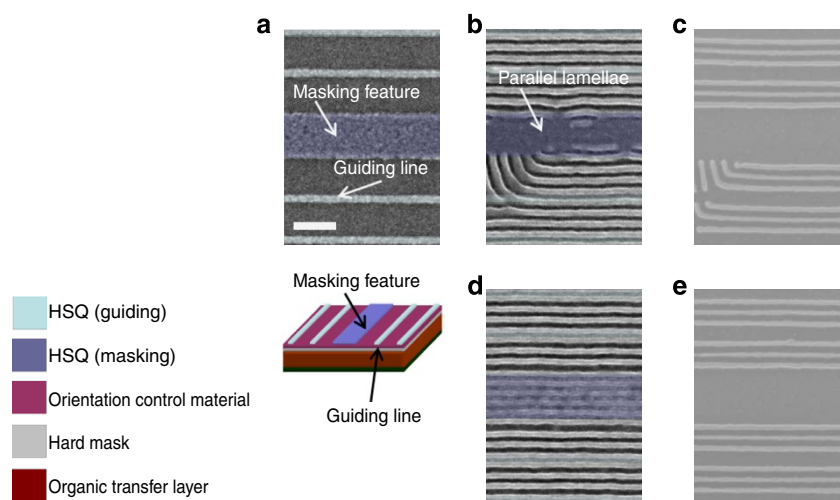 a
b
c
Masking feature
Guiding line
Parallel lamellae
d
e
Masking feature
Guiding line
HSQ (guiding)
HSQ (masking)
Orientation control material
Hard mask
Organic transfer layer